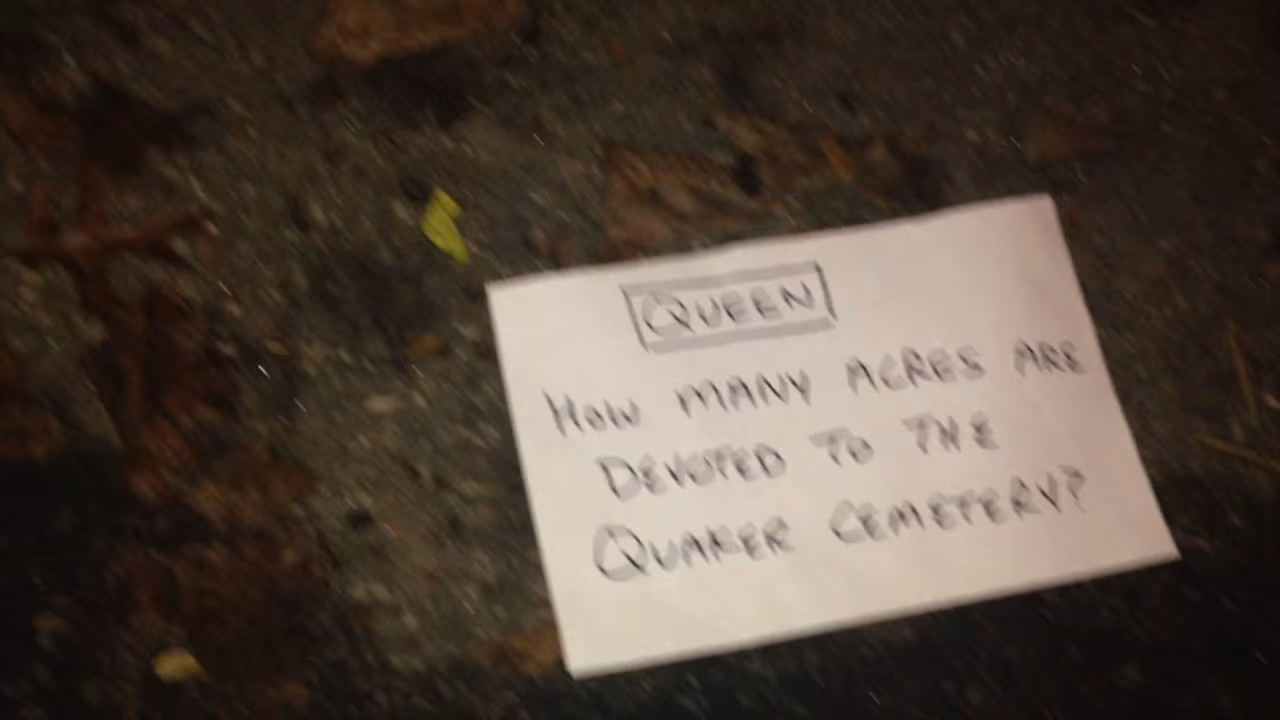 QUEEN
HOW MANY ACRES ARE
DEVOTED TO THE
QUAKER CEMETERY?